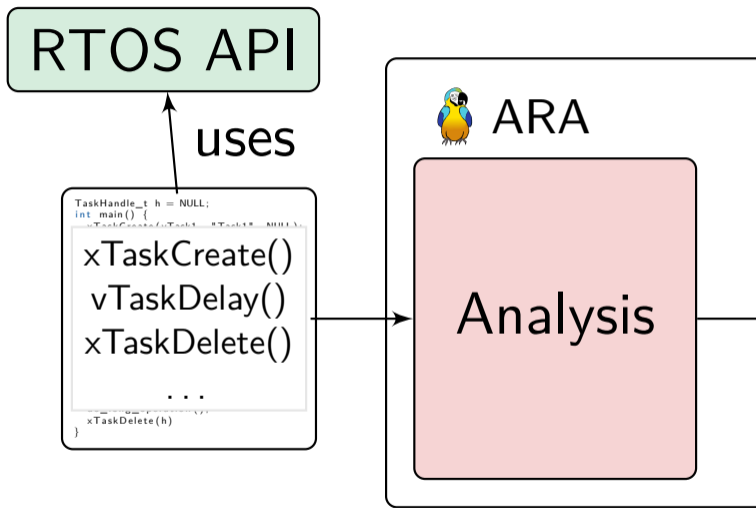 RTOS API
uses
ARA
TaskHandle_t h = NULL;
int main() {
xTaskCreate()
vTaskDelay()
xTaskDelete()
...
xTaskDelete(h)
}
Analysis